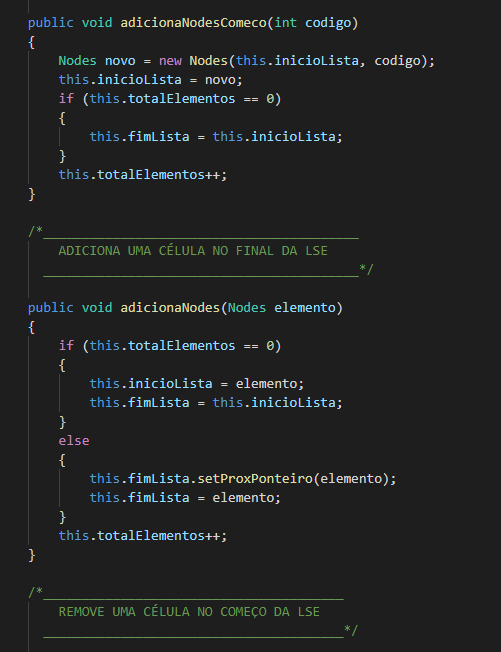 public void adicionaNodesComeco(int codigo)
{
Nodes novo = new Nodes(this.inicioLista, codigo);
this.inicioLista = novo;
if (this.totalElementos == 0)
{
this.fimLista = this.inicioLista;
}
this.totalElementos++;
}
/*_________________________________________
ADICIONA UMA CÉLULA NO FINAL DA LSE
_________________________________________*/
public void adicionaNodes(Nodes elemento)
{
if (this.totalElementos == 0)
{
this.inicioLista = elemento;
this.fimLista = this.inicioLista;
}
else
{
this.fimLista.setProxPonteiro(elemento);
this.fimLista = elemento;
}
this.totalElementos++;
}
/*_______________________________________
REMOVE UMA CÉLULA NO COMEÇO DA LSE
_______________________________________*/